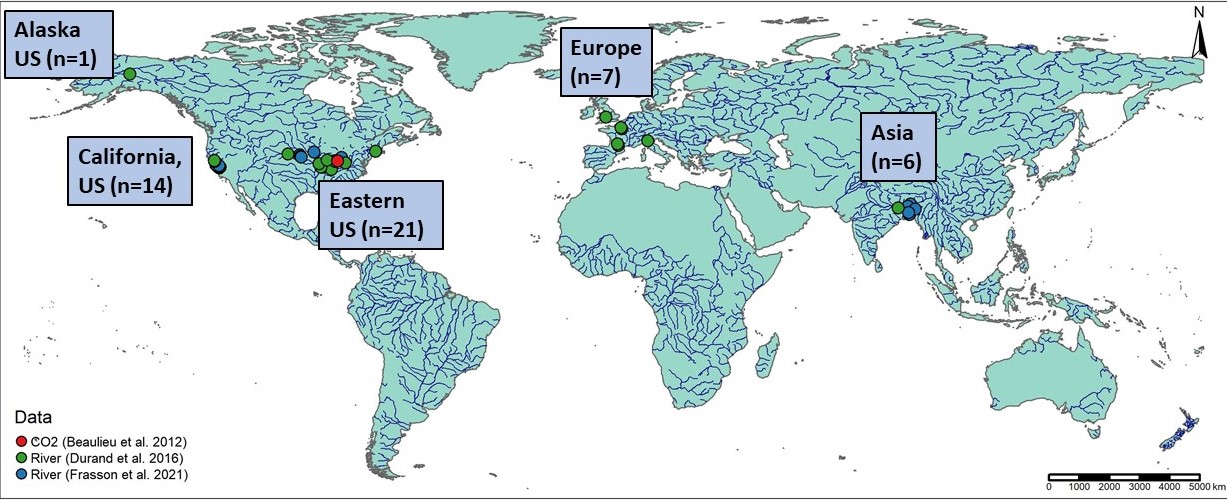 Alaska
US (n=1)
Europe
(n=7)
N
California,
US (n=14)
Asia
(n=6)
Eastern
US (n=21)
Data
CO2 (Beaulieu et al. 2012)
River (Durand et al. 2016)
River (Frasson et al. 2021)
0 1000 2000 3000 4000 5000 km